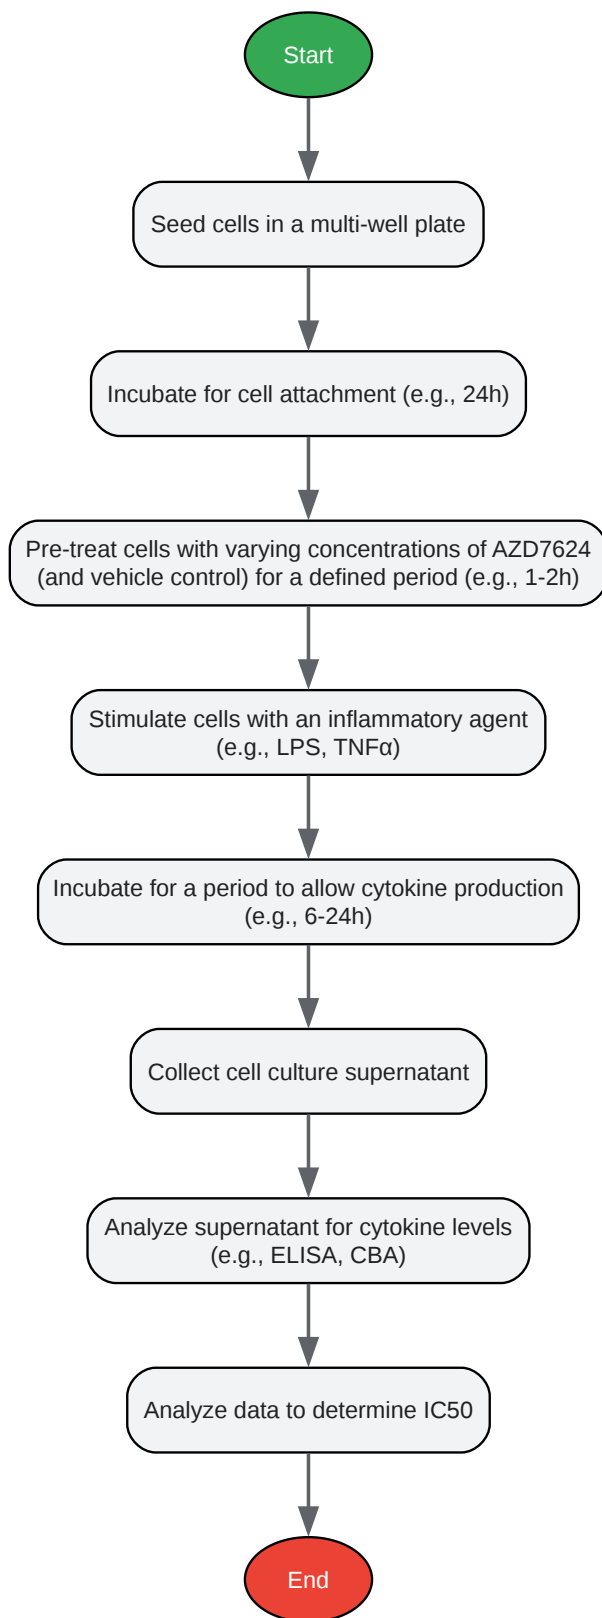 Start
Seed cells in a multi-well plate
Incubate for cell attachment (e.g., 24h)
Pre-treat cells with varying concentrations of AZD7624
(and vehicle control) for a defined period (e.g., 1-2h)
Stimulate cells with an inflammatory agent
(e.g., LPS, TNFα)
Incubate for a period to allow cytokine production
(e.g., 6-24h)
Collect cell culture supernatant
Analyze supernatant for cytokine levels
(e.g., ELISA, CBA)
Analyze data to determine IC50
End